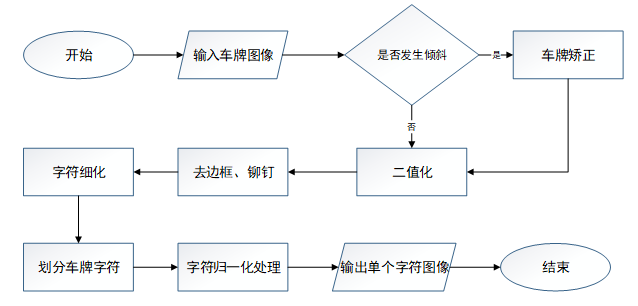 开始
输入车牌图像
是否发生倾斜
是
车牌矫正
否
字符细化
去边框、铆钉
二值化
划分车牌字符
字符归一化处理
输出单个字符图像
结束